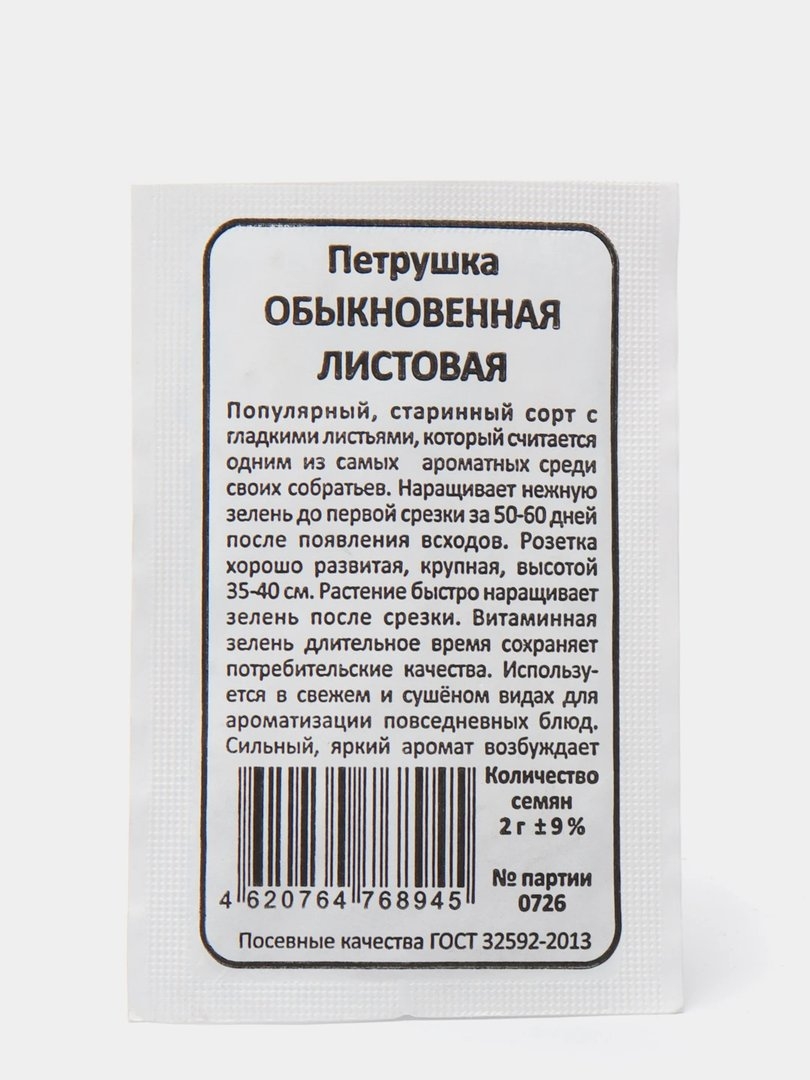 Петрушка
ОБЫКНОВЕННАЯ
ЛИСТОВАЯ
Популярный, старинный сорт с
гладкими листьями, который считается
одним из самых ароматных среди
своих собратьев. Наращивает нежную
зелень до первой срезки за 50-60 дней
после появления всходов. Розетка
хорошо развитая, крупная, высотой
35-40 см. Растение быстро наращивает
зелень после срезки. Витаминная
зелень длительное время сохраняет
потребительские качества. Использу-
ется в свежем и сушёном видах для
ароматизации повседневных блюд.
Сильный, яркий аромат возбуждает
Количество
семян
2 г ± 9 %
№ партии
0726
4 620764 768945
Посевные качества ГОСТ 32592-2013